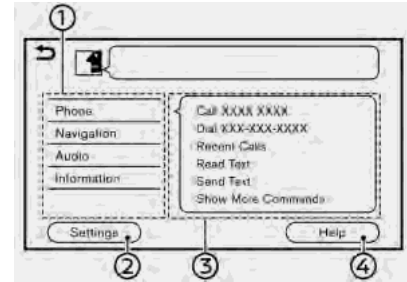 ①
Phone
Navigation
Audio
Information
Call XXXX XXXX
Dial XXX-XXX-XXXX
Recent Calls
Read Text
Send Text
Show More Commands
Settings
Help
②
③
④